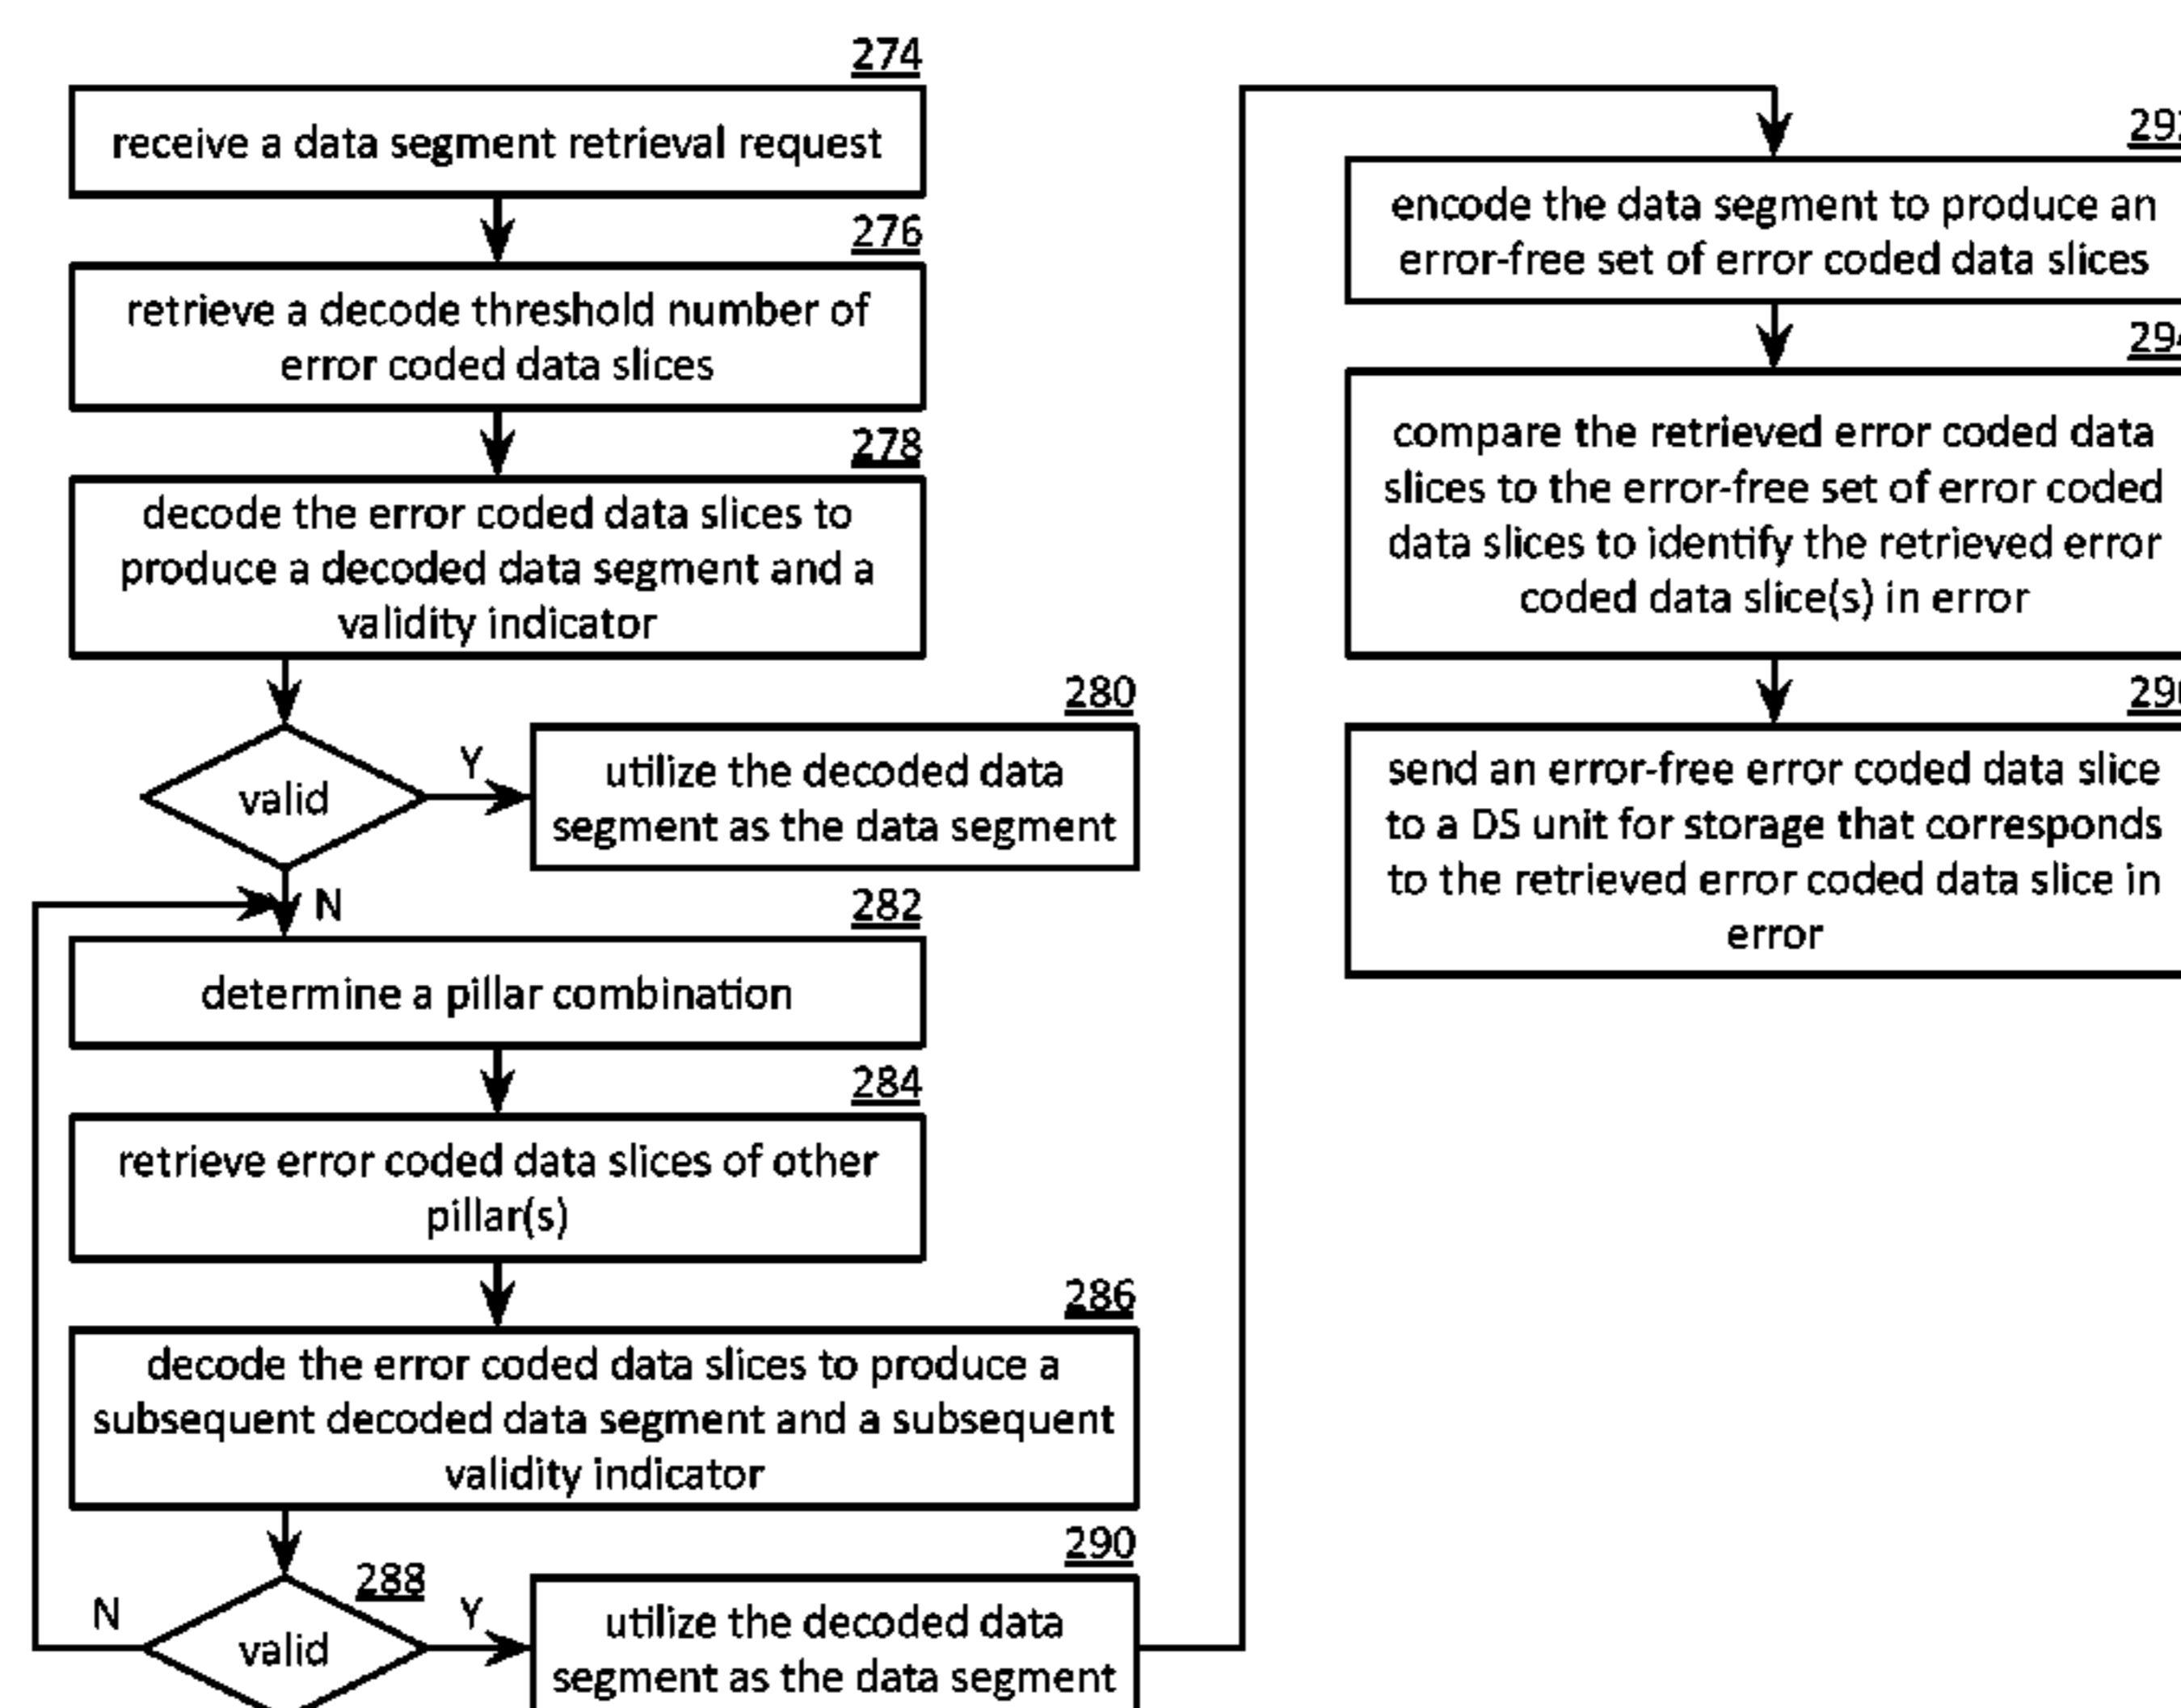 274
receive a data segment retrieval request
276
retrieve a decode threshold number of
error coded data slices
278
decode the error coded data slices to
produce a decoded data segment and a
validity indicator
280
valid
Y
utilize the decoded data
segment as the data segment
N
282
determine a pillar combination
284
retrieve error coded data slices of other
pillar(s)
286
decode the error coded data slices to produce a
subsequent decoded data segment and a subsequent
validity indicator
288
290
N
valid
Y
utilize the decoded data
segment as the data segment
encode the data segment to produce an
error-free set of error coded data slices
compare the retrieved error coded data
slices to the error-free set of error coded
data slices to identify the retrieved error
coded data slice(s) in error
send an error-free error coded data slice
to a DS unit for storage that corresponds
to the retrieved error coded data slice in
error